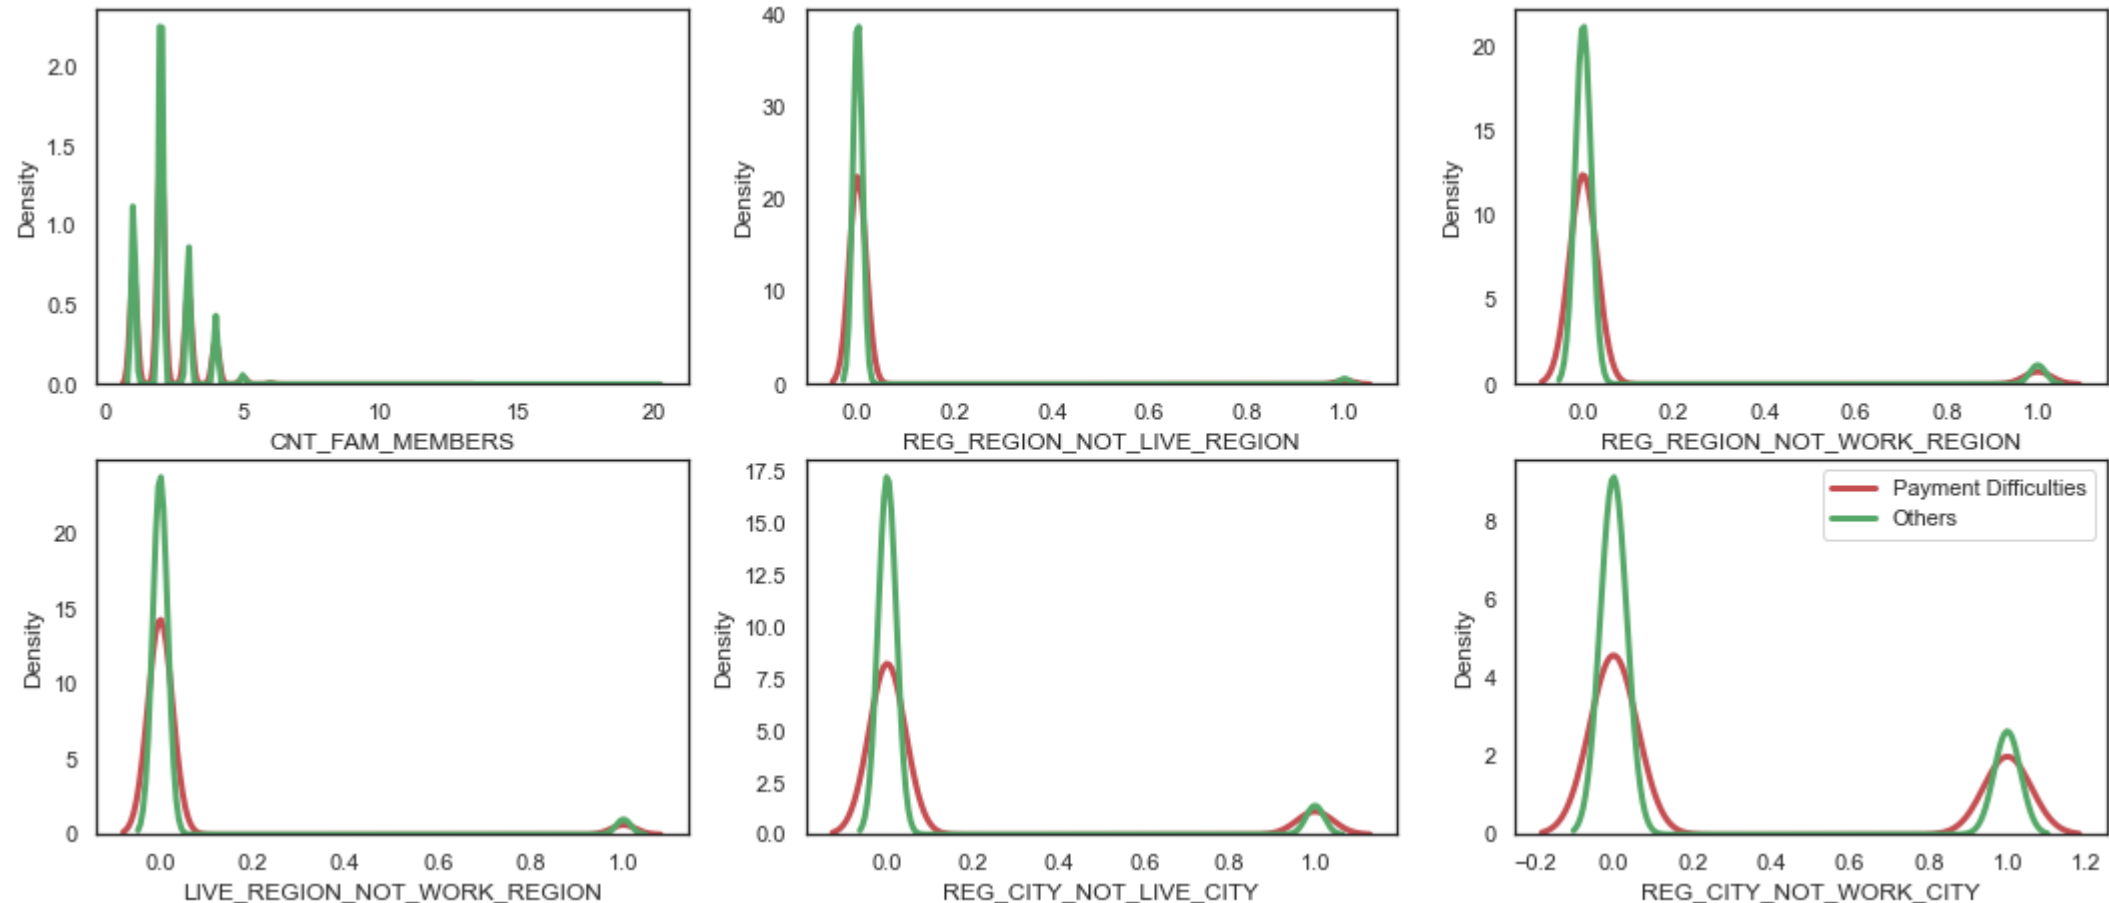 2.0
1.5
1.0
0.5
0.0
Density
0 5 10 15 20
CNT_FAM_MEMBERS
40
30
20
10
0
Density
0.0 0.2 0.4 0.6 0.8 1.0
REG_REGION_NOT_LIVE_REGION
20
15
10
5
0
Density
0.0 0.2 0.4 0.6 0.8 1.0
REG_REGION_NOT_WORK_REGION
20
15
10
5
0
Density
0.0 0.2 0.4 0.6 0.8 1.0
LIVE_REGION_NOT_WORK_REGION
17.5
15.0
12.5
10.0
7.5
5.0
2.5
0.0
Density
0.0 0.2 0.4 0.6 0.8 1.0
REG_CITY_NOT_LIVE_CITY
Payment Difficulties
Others
8
6
4
2
0
Density
−0.2 0.0 0.2 0.4 0.6 0.8 1.0 1.2
REG_CITY_NOT_WORK_CITY